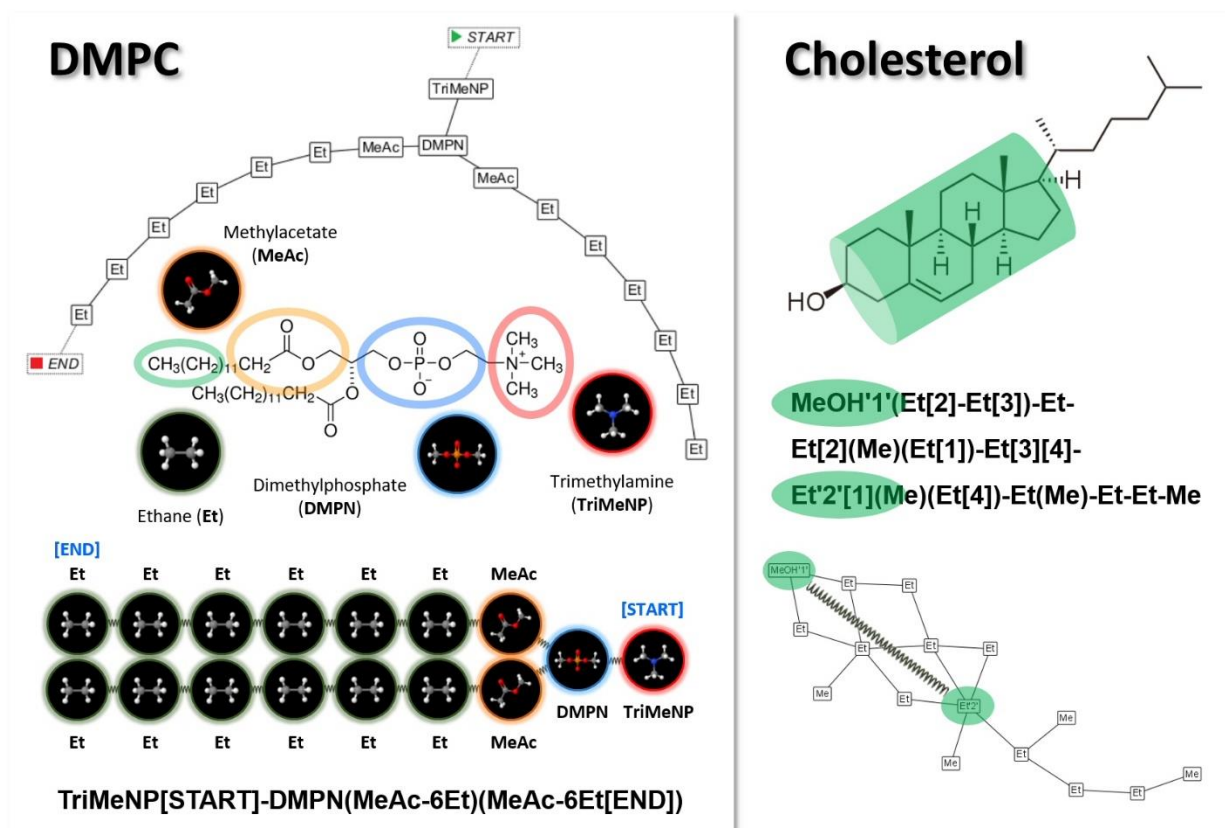 DMPC
START
TriMeNP
DMPN
MeAc
Et
Et
Et
Et
Et
Et
END
MeAc
Et
Et
Et
Et
Et
Et
Methylacetate
(MeAc)
CH3(CH2)11CH2
O
O
O
P
O
O
O−
N+
CH3
CH3
CH3
CH3(CH2)11CH2
O
O
Ethane (Et)
Dimethylphosphate
(DMPN)
Trimethylamine
(TriMeNP)
[END]
Et Et Et Et Et Et MeAc
[START]
DMPN TriMeNP
Et Et Et Et Et Et MeAc
TriMeNP[START]-DMPN(MeAc-6Et)(MeAc-6Et[END])
Cholesterol
H
H
H
H
HO
MeOH'1'(Et[2]-Et[3])-Et-
Et[2](Me)(Et[1])-Et[3][4]-
Et'2'[1](Me)(Et[4])-Et(Me)-Et-Et-Me
MeOH'1'
Et
Et
Et
Et
Et
Et
Me
Et
Et'2'
Me
Me
Et
Et
Et
Me